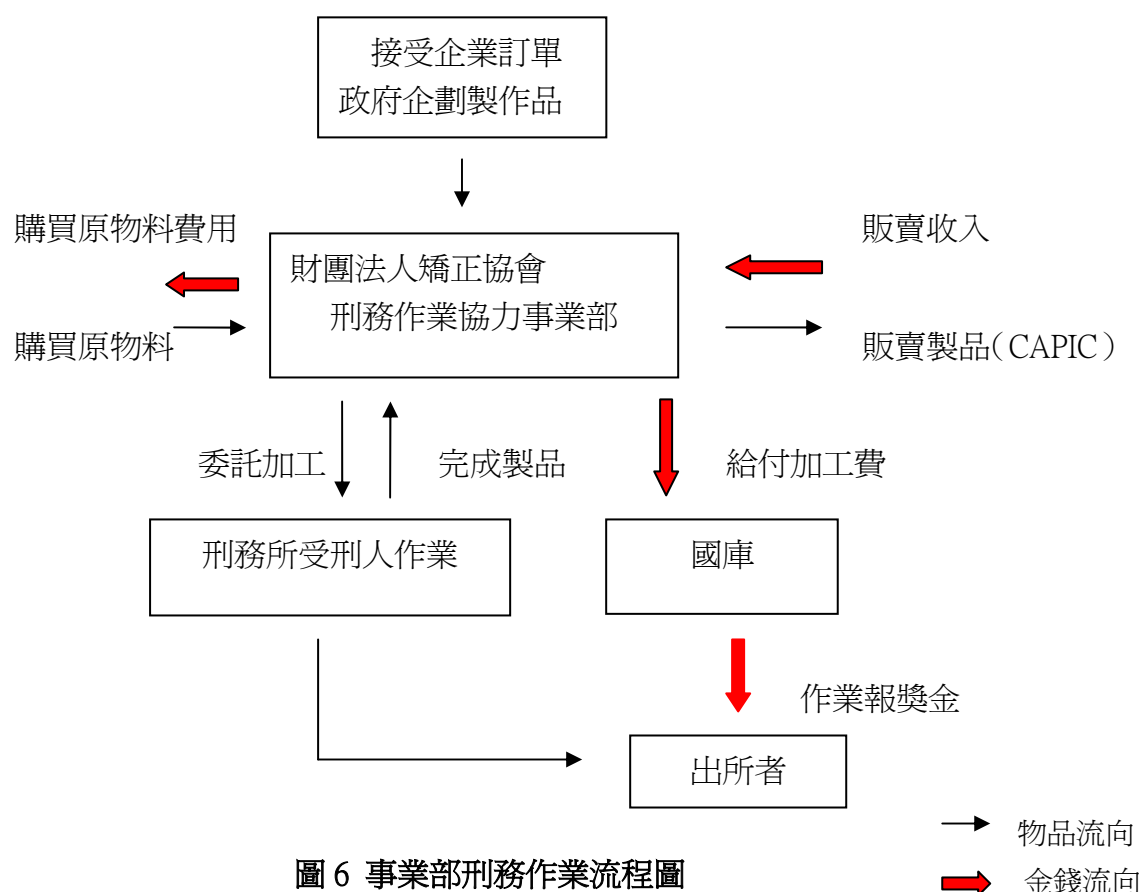 接受企業訂單
政府企劃製作品
購買原物料費用
販賣收入
財團法人矯正協會
刑務作業協力事業部
購買原物料
販賣製品(CAPIC)
委託加工
完成製品
給付加工費
刑務所受刑人作業
國庫
作業報獎金
出所者
物品流向
圖 6 事業部刑務作業流程圖
金錢流向